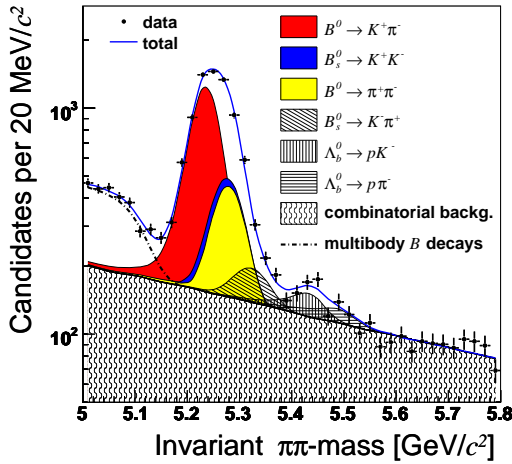 data
total
B⁰ → K⁺π⁻
B⁰ₛ → K⁺K⁻
B⁰ → π⁺π⁻
B⁰ₛ → K⁻π⁺
Λ⁰_b → pK⁻
Λ⁰_b → pπ⁻
combinatorial backg.
multibody B decays
Candidates per 20 MeV/c²
10³
10²
5 5.1 5.2 5.3 5.4 5.5 5.6 5.7 5.8
Invariant ππ-mass [GeV/c²]